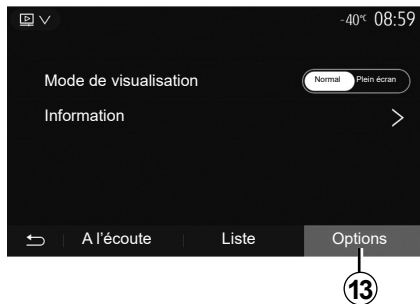 -40°C 08:59
Mode de visualisation Normal Plein écran
Information
A l'écoute Liste Options
13